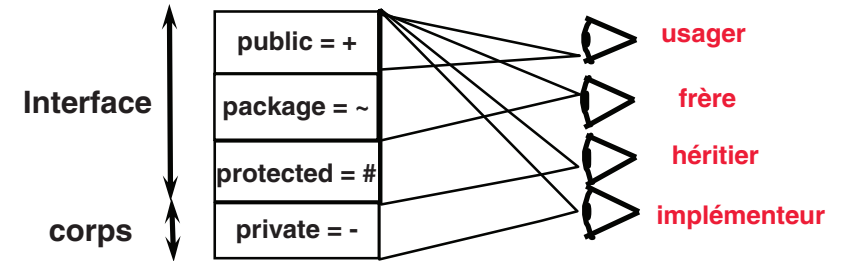 public = +
usager
package = ~
frère
Interface
protected = #
héritier
private = -
implémenteur
corps